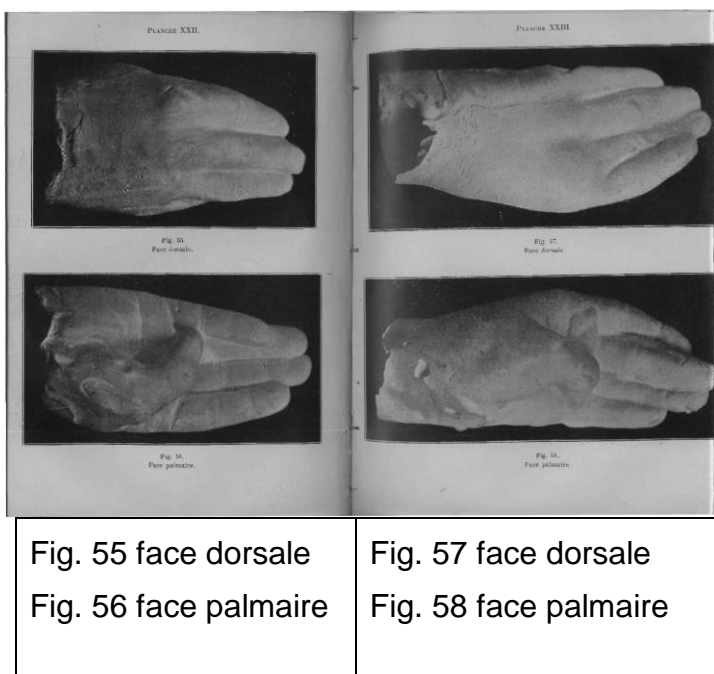 PLANCHE XXII.
Fig. 55.
Face dorsale.
Fig. 56.
Face palmaire.
PLANCHE XXIII
Fig. 57.
Face dorsale.
Fig. 58.
Face palmaire.
Fig. 55 face dorsale
Fig. 56 face palmaire
Fig. 57 face dorsale
Fig. 58 face palmaire